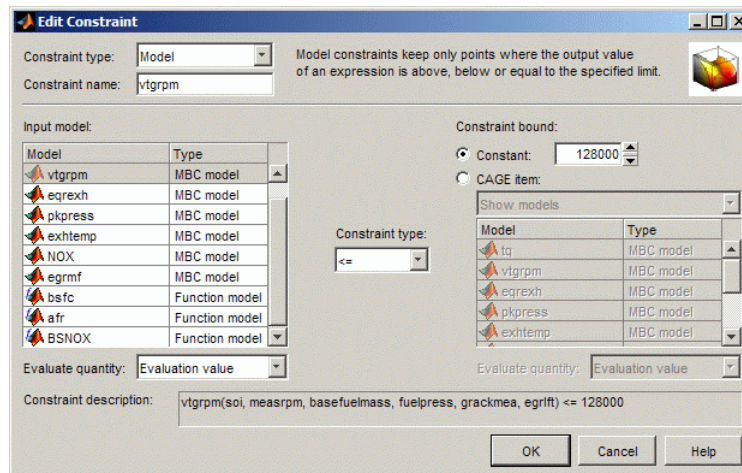 Edit Constraint
Constraint type: Model
Model constraints keep only points where the output value
of an expression is above, below or equal to the specified limit.
Constraint name: vtgrpm
Input model:
Model Type
vtgrpm MBC model
eqrexh MBC model
pkpress MBC model
exhtemp MBC model
NOX MBC model
egrmf MBC model
bsfc Function model
afr Function model
BSNOX Function model
Evaluate quantity: Evaluation value
Constraint type:
<=
Constraint bound:
Constant: 128000
CAGE item:
Show models
Model Type
tq MBC model
vtgrpm MBC model
eqrexh MBC model
pkpress MBC model
exhtemp MBC model
Evaluate quantity: Evaluation value
Constraint description: vtgrpm(soi, measrpm, basefuelmass, fuelpress, grackmea, egrlft) <= 128000
OK Cancel Help